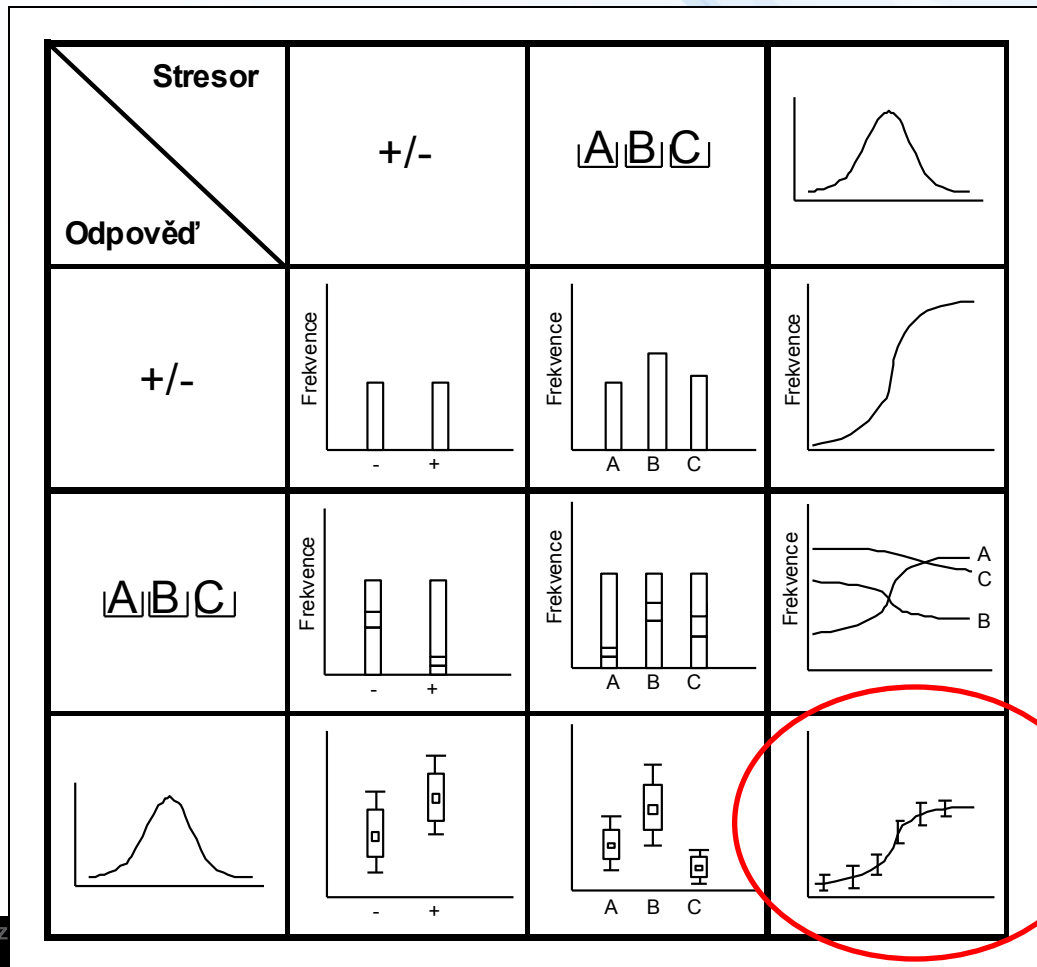 Stresor
Odpověď
+/-
A B C
+/-
Frekvence
- +
Frekvence
A B C
Frekvence
A B C
Frekvence
- +
Frekvence
A B C
Frekvence
A
C
B
- +
A B C
z